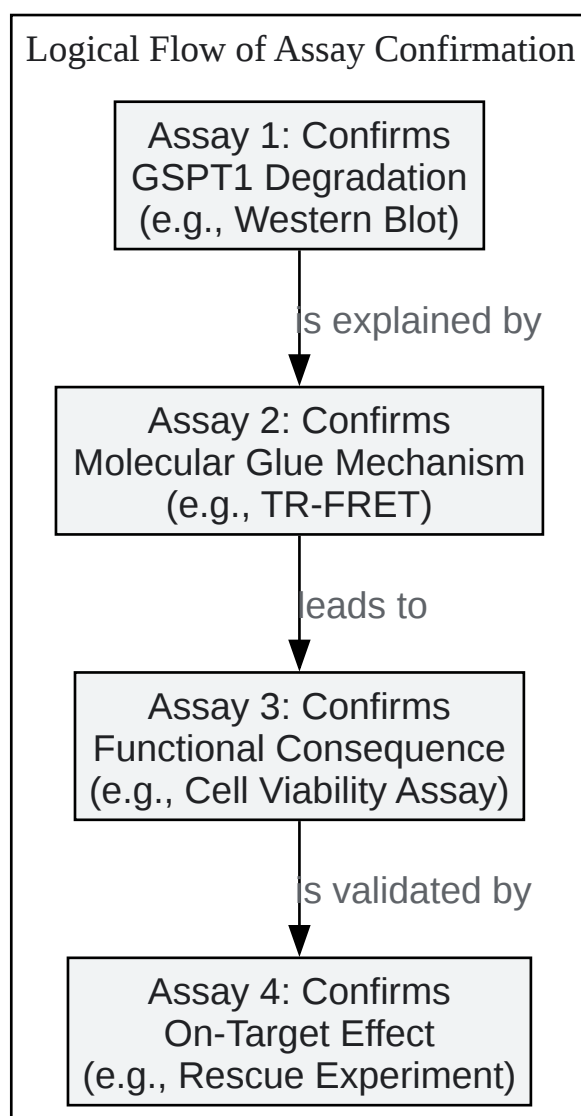 Logical Flow of Assay Confirmation
Assay 1: Confirms
GSPT1 Degradation
(e.g., Western Blot)
is explained by
Assay 2: Confirms
Molecular Glue Mechanism
(e.g., TR-FRET)
leads to
Assay 3: Confirms
Functional Consequence
(e.g., Cell Viability Assay)
is validated by
Assay 4: Confirms
On-Target Effect
(e.g., Rescue Experiment)